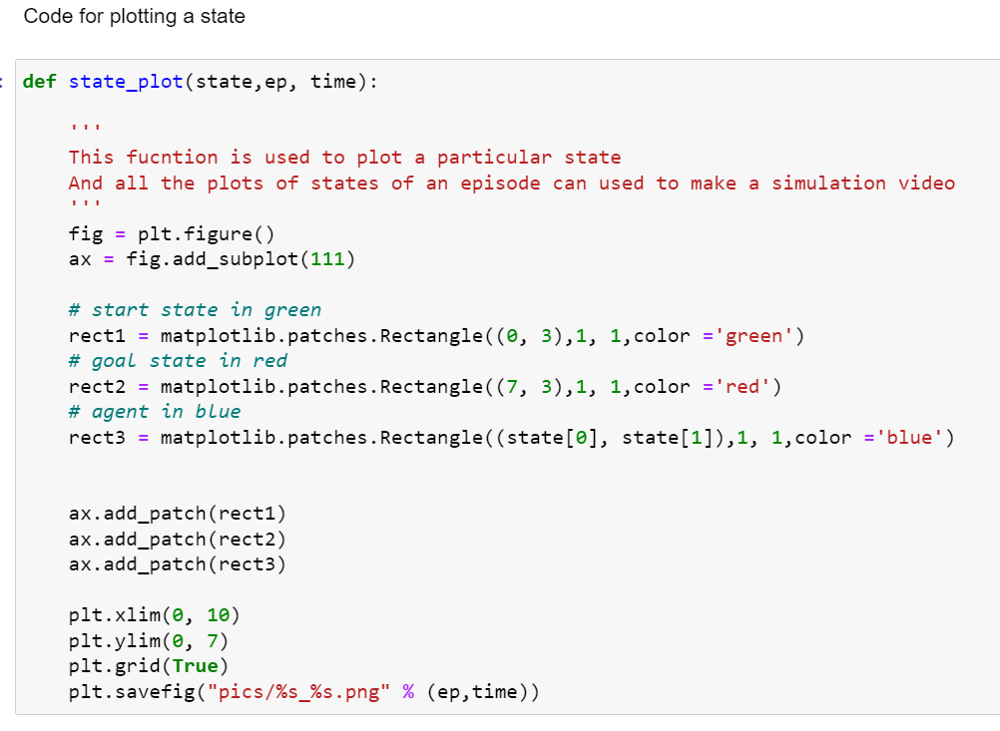 Code for plotting a state
: def state_plot(state,ep, time):
'''
This fucntion is used to plot a particular state
And all the plots of states of an episode can used to make a simulation video
'''
fig = plt.figure()
ax = fig.add_subplot(111)
# start state in green
rect1 = matplotlib.patches.Rectangle((0, 3),1, 1,color ='green')
# goal state in red
rect2 = matplotlib.patches.Rectangle((7, 3),1, 1,color ='red')
# agent in blue
rect3 = matplotlib.patches.Rectangle((state[0], state[1]),1, 1,color ='blue')
ax.add_patch(rect1)
ax.add_patch(rect2)
ax.add_patch(rect3)
plt.xlim(0, 10)
plt.ylim(0, 7)
plt.grid(True)
plt.savefig("pics/%s_%s.png" % (ep,time))